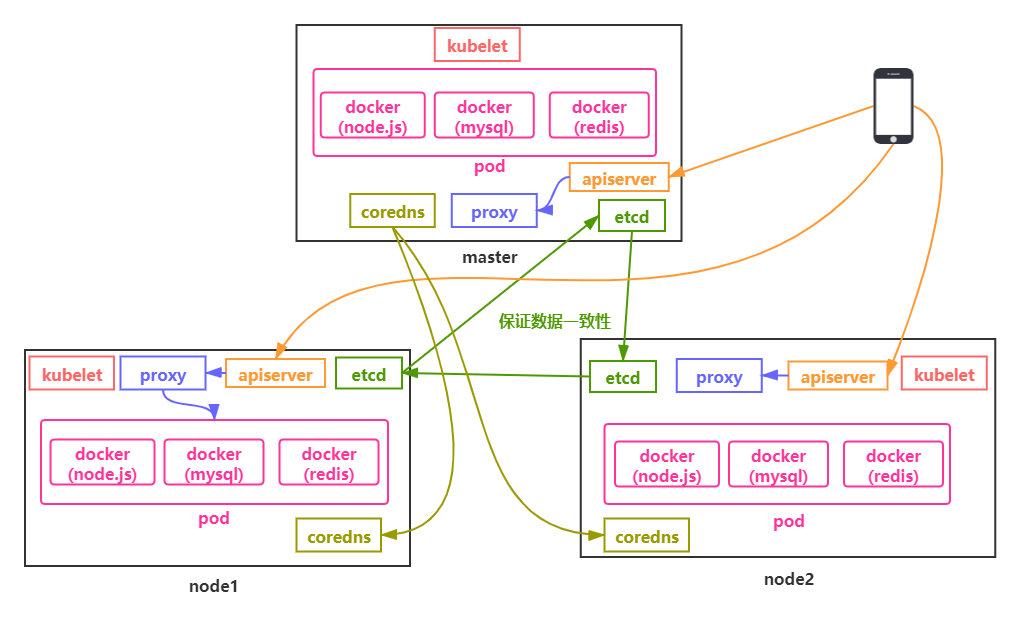 kubelet
docker
(node.js)
docker
(mysql)
docker
(redis)
pod
apiserver
coredns
proxy
etcd
master
保证数据一致性
kubelet
proxy
apiserver
etcd
docker
(node.js)
docker
(mysql)
docker
(redis)
pod
coredns
node1
etcd
proxy
apiserver
kubelet
docker
(node.js)
docker
(mysql)
docker
(redis)
pod
coredns
node2